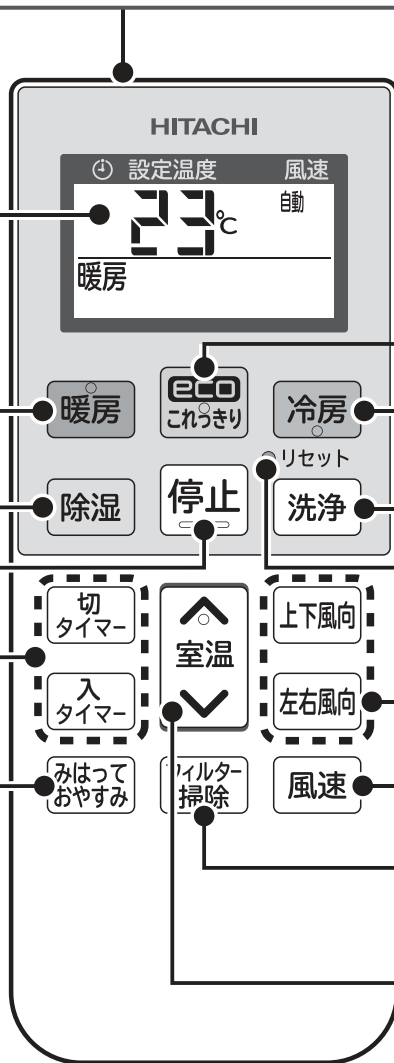 HITACHI
設定温度 風速
23℃ 自動
暖房
暖房
eco
これっきり
冷房
リセット
除湿
停止
洗浄
切
タイマー
室温
上下風向
入
タイマー
左右風向
みはって
おやすみ
フィルター
掃除
風速